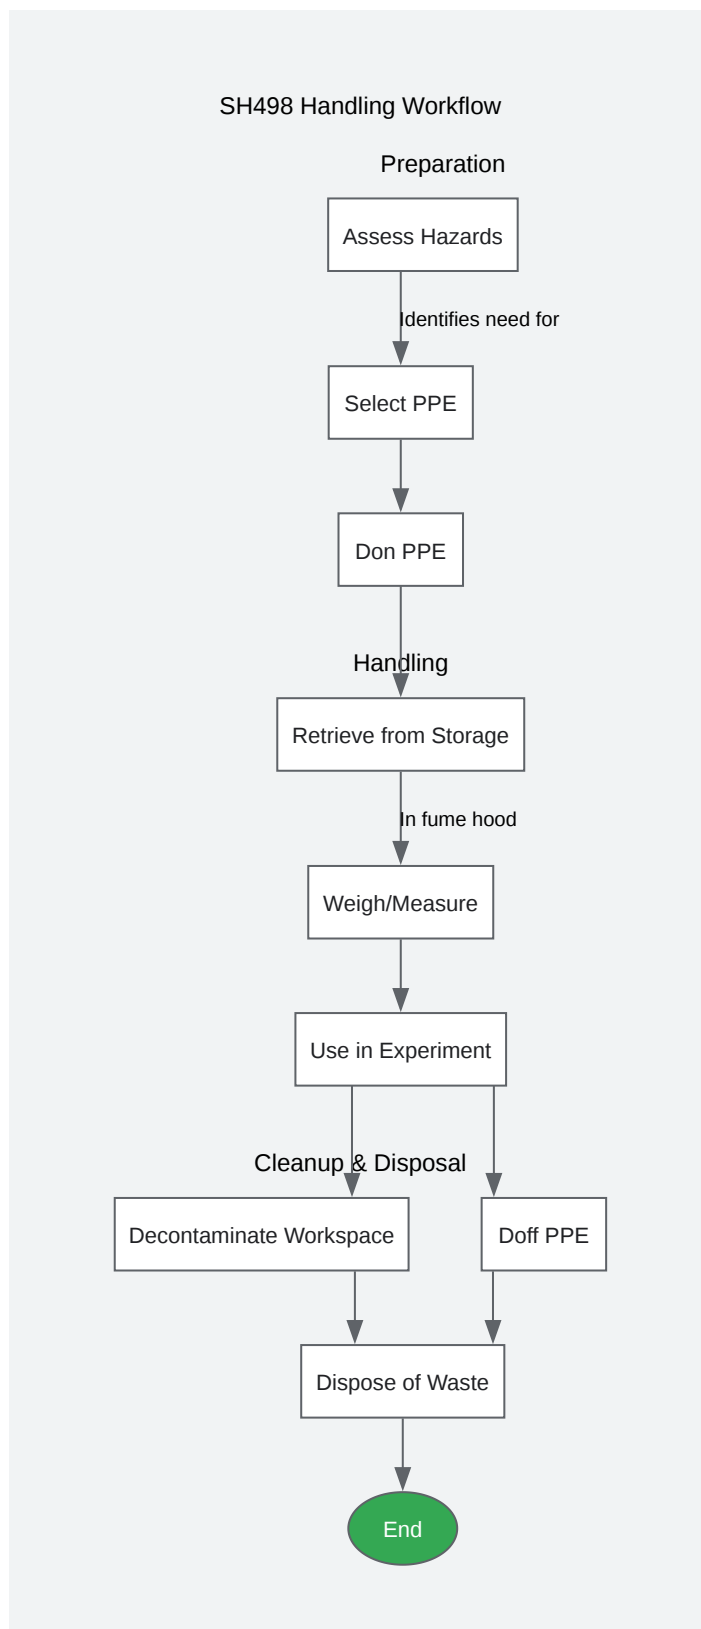 SH498 Handling Workflow
Preparation
Assess Hazards
Identifies need for
Select PPE
Don PPE
Handling
Retrieve from Storage
In fume hood
Weigh/Measure
Use in Experiment
Cleanup & Disposal
Decontaminate Workspace
Doff PPE
Dispose of Waste
End